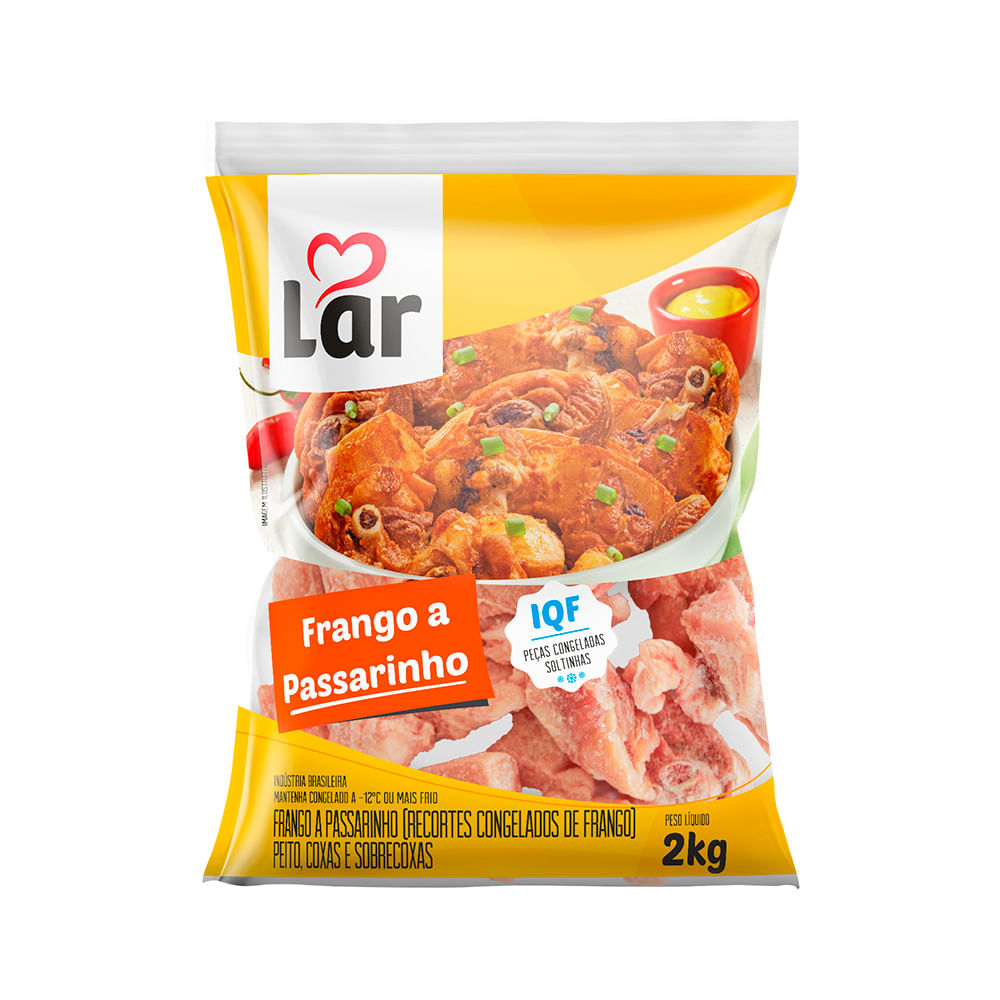 Lar
IMAGEM ILUSTRATIVA
Frango a
Passarinho
IQF
PEÇAS CONGELADAS
SOLTINHAS
INDÚSTRIA BRASILEIRA
MANTENHA CONGELADO A -12°C OU MAIS FRIO
FRANGO A PASSARINHO (RECORTES CONGELADOS DE FRANGO)
PEITO, COXAS E SOBRECOXAS
PESO LÍQUIDO
2kg